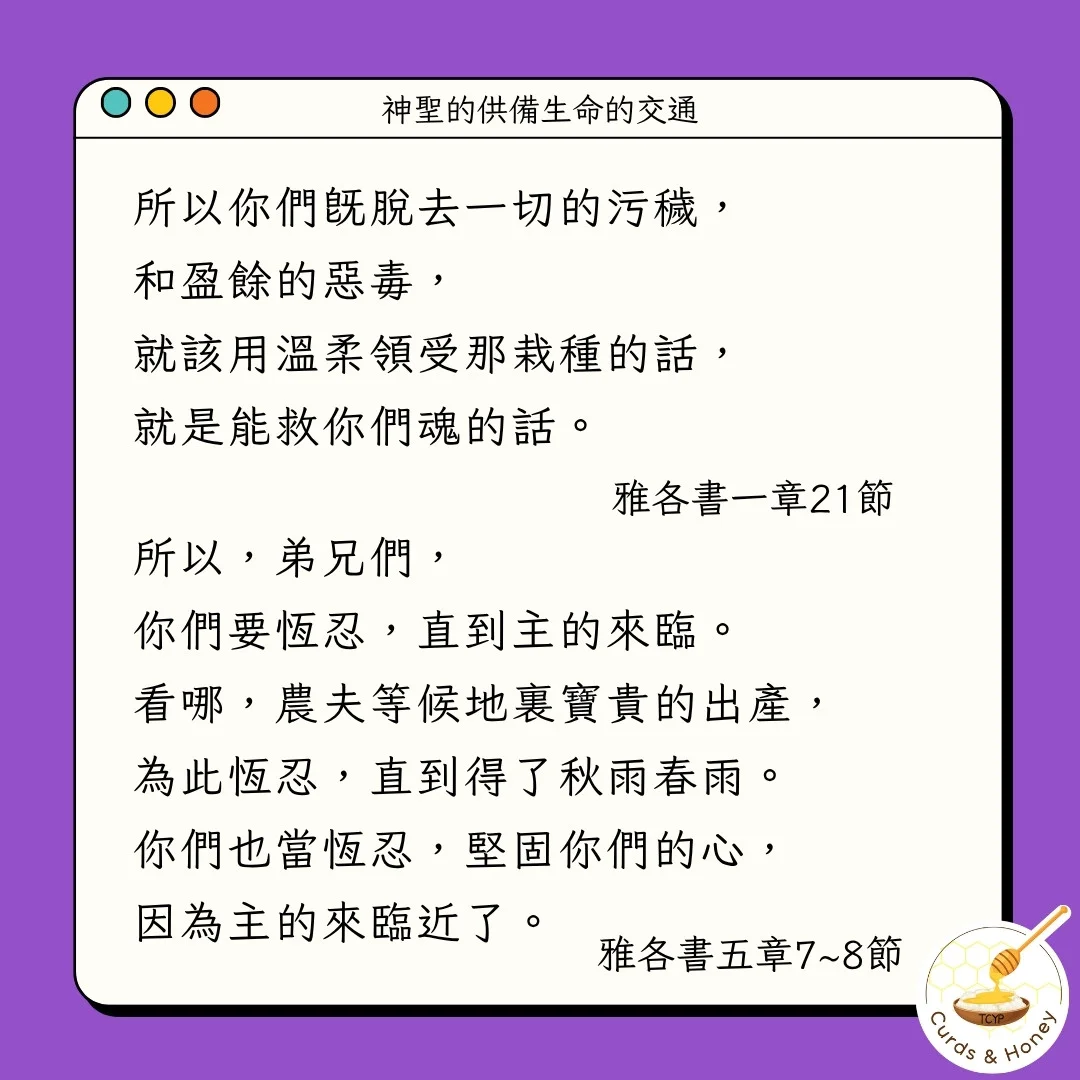 神聖的供備生命的交通
所以你們既脫去一切的污穢，
和盈餘的惡毒，
就該用溫柔領受那栽種的話，
就是能救你們魂的話。
雅各書一章21節
所以，弟兄們，
你們要恆忍，直到主的來臨。
看哪，農夫等候地裏寶貴的出產，
為此恆忍，直到得了秋雨春雨。
你們也當恆忍，堅固你們的心，
因為主的來臨近了。
雅各書五章7~8節
TCYP
Curds & Honey